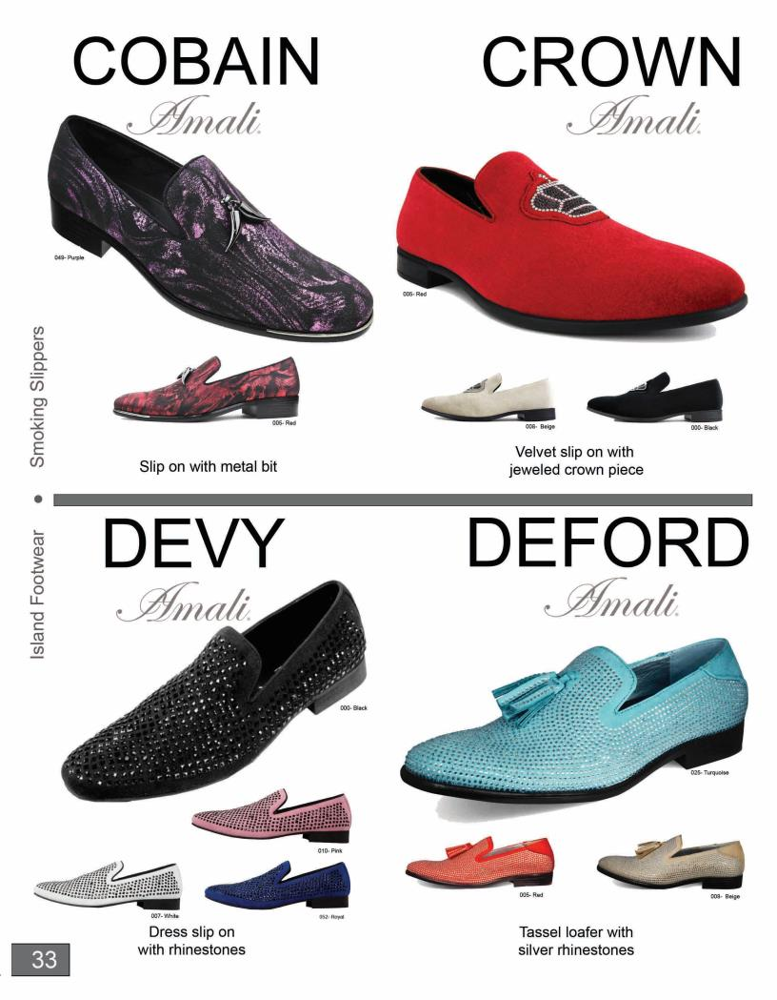 COBAIN
Amali®
049- Purple
005- Red
Slip on with metal bit
CROWN
Amali®
005- Red
008- Beige
000- Black
Velvet slip on with
jeweled crown piece
Smoking Slippers
•
Island Footwear
DEVY
Amali®
000- Black
010- Pink
007- White
052- Royal
Dress slip on
with rhinestones
DEFORD
Amali®
025- Turquoise
005- Red
008- Beige
Tassel loafer with
silver rhinestones
33